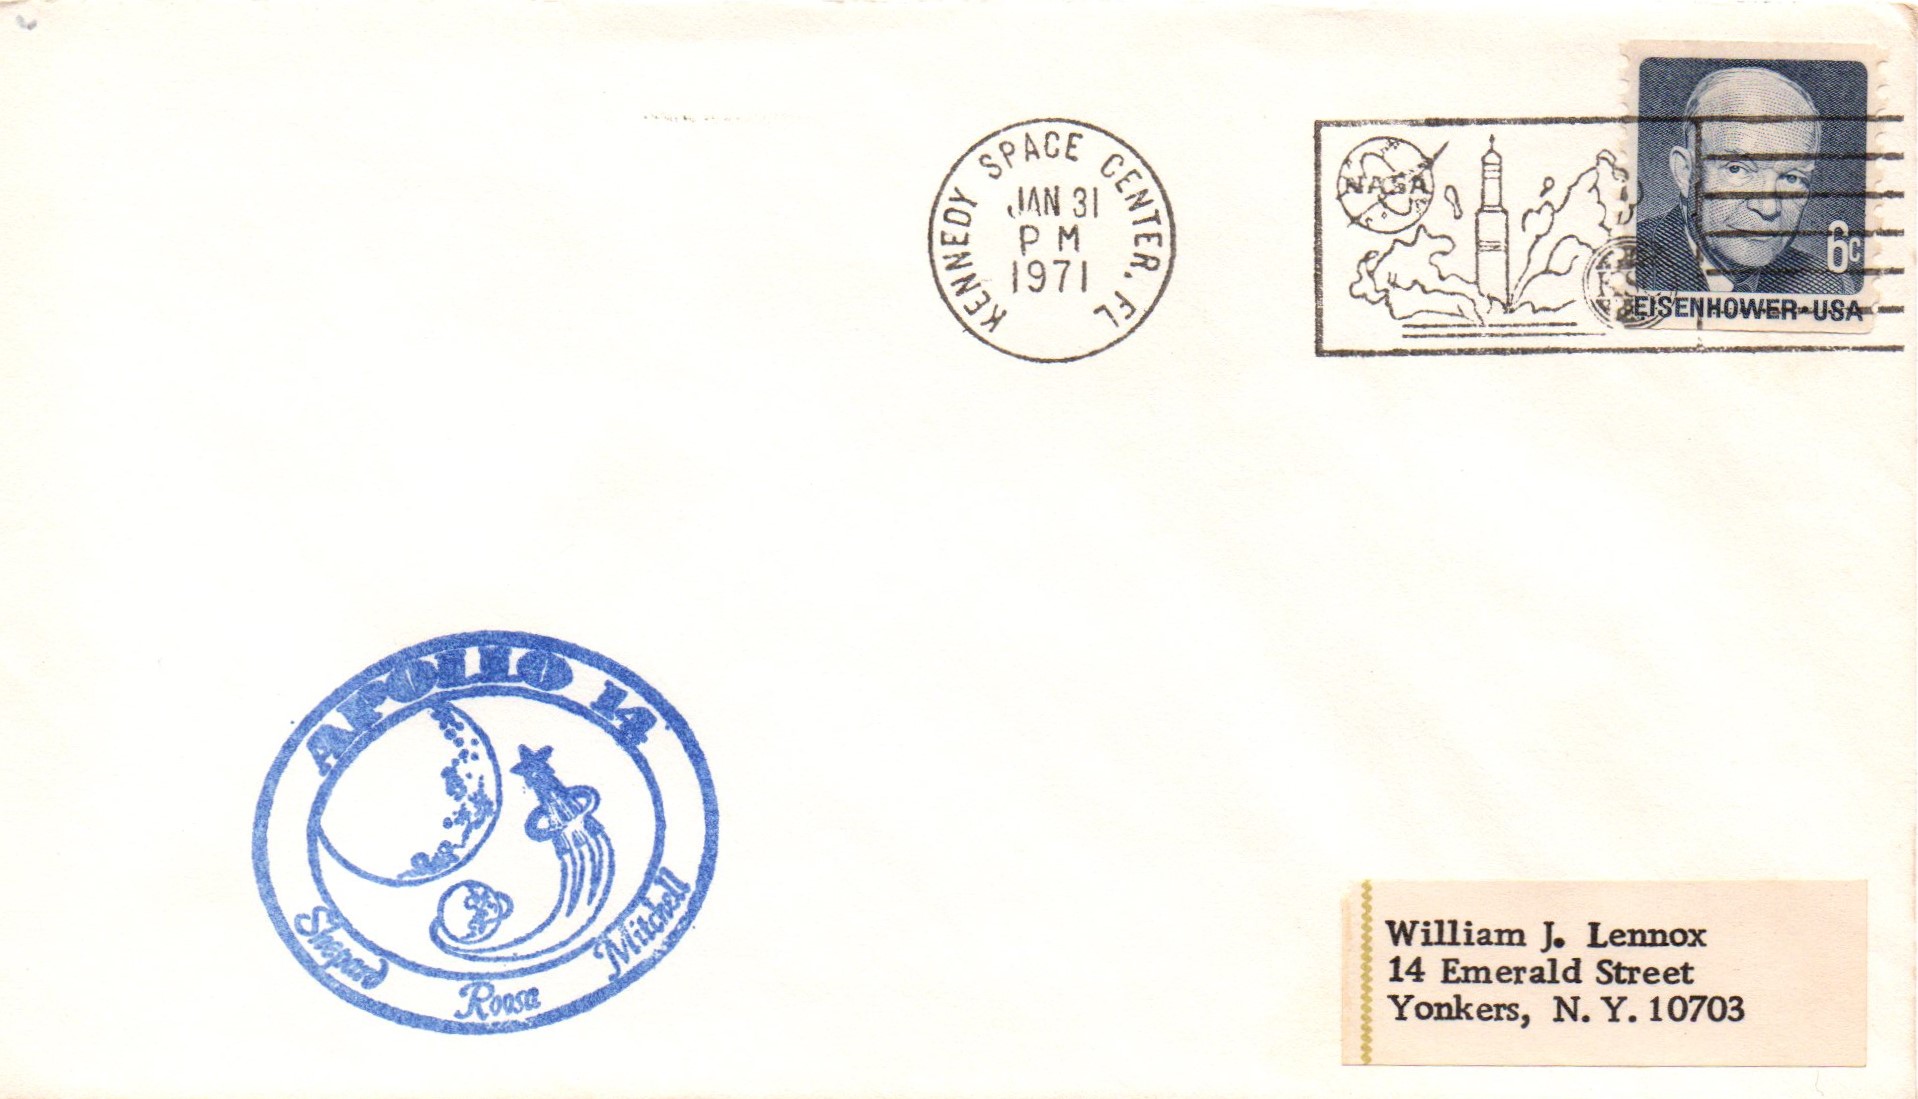 KENNEDY SPACE CENTER, FL
JAN 31
PM
1971
NASA
6c
EISENHOWER·USA
APOLLO 14
Shepard
Roosa
Mitchell
William J. Lennox
14 Emerald Street
Yonkers, N. Y. 10703